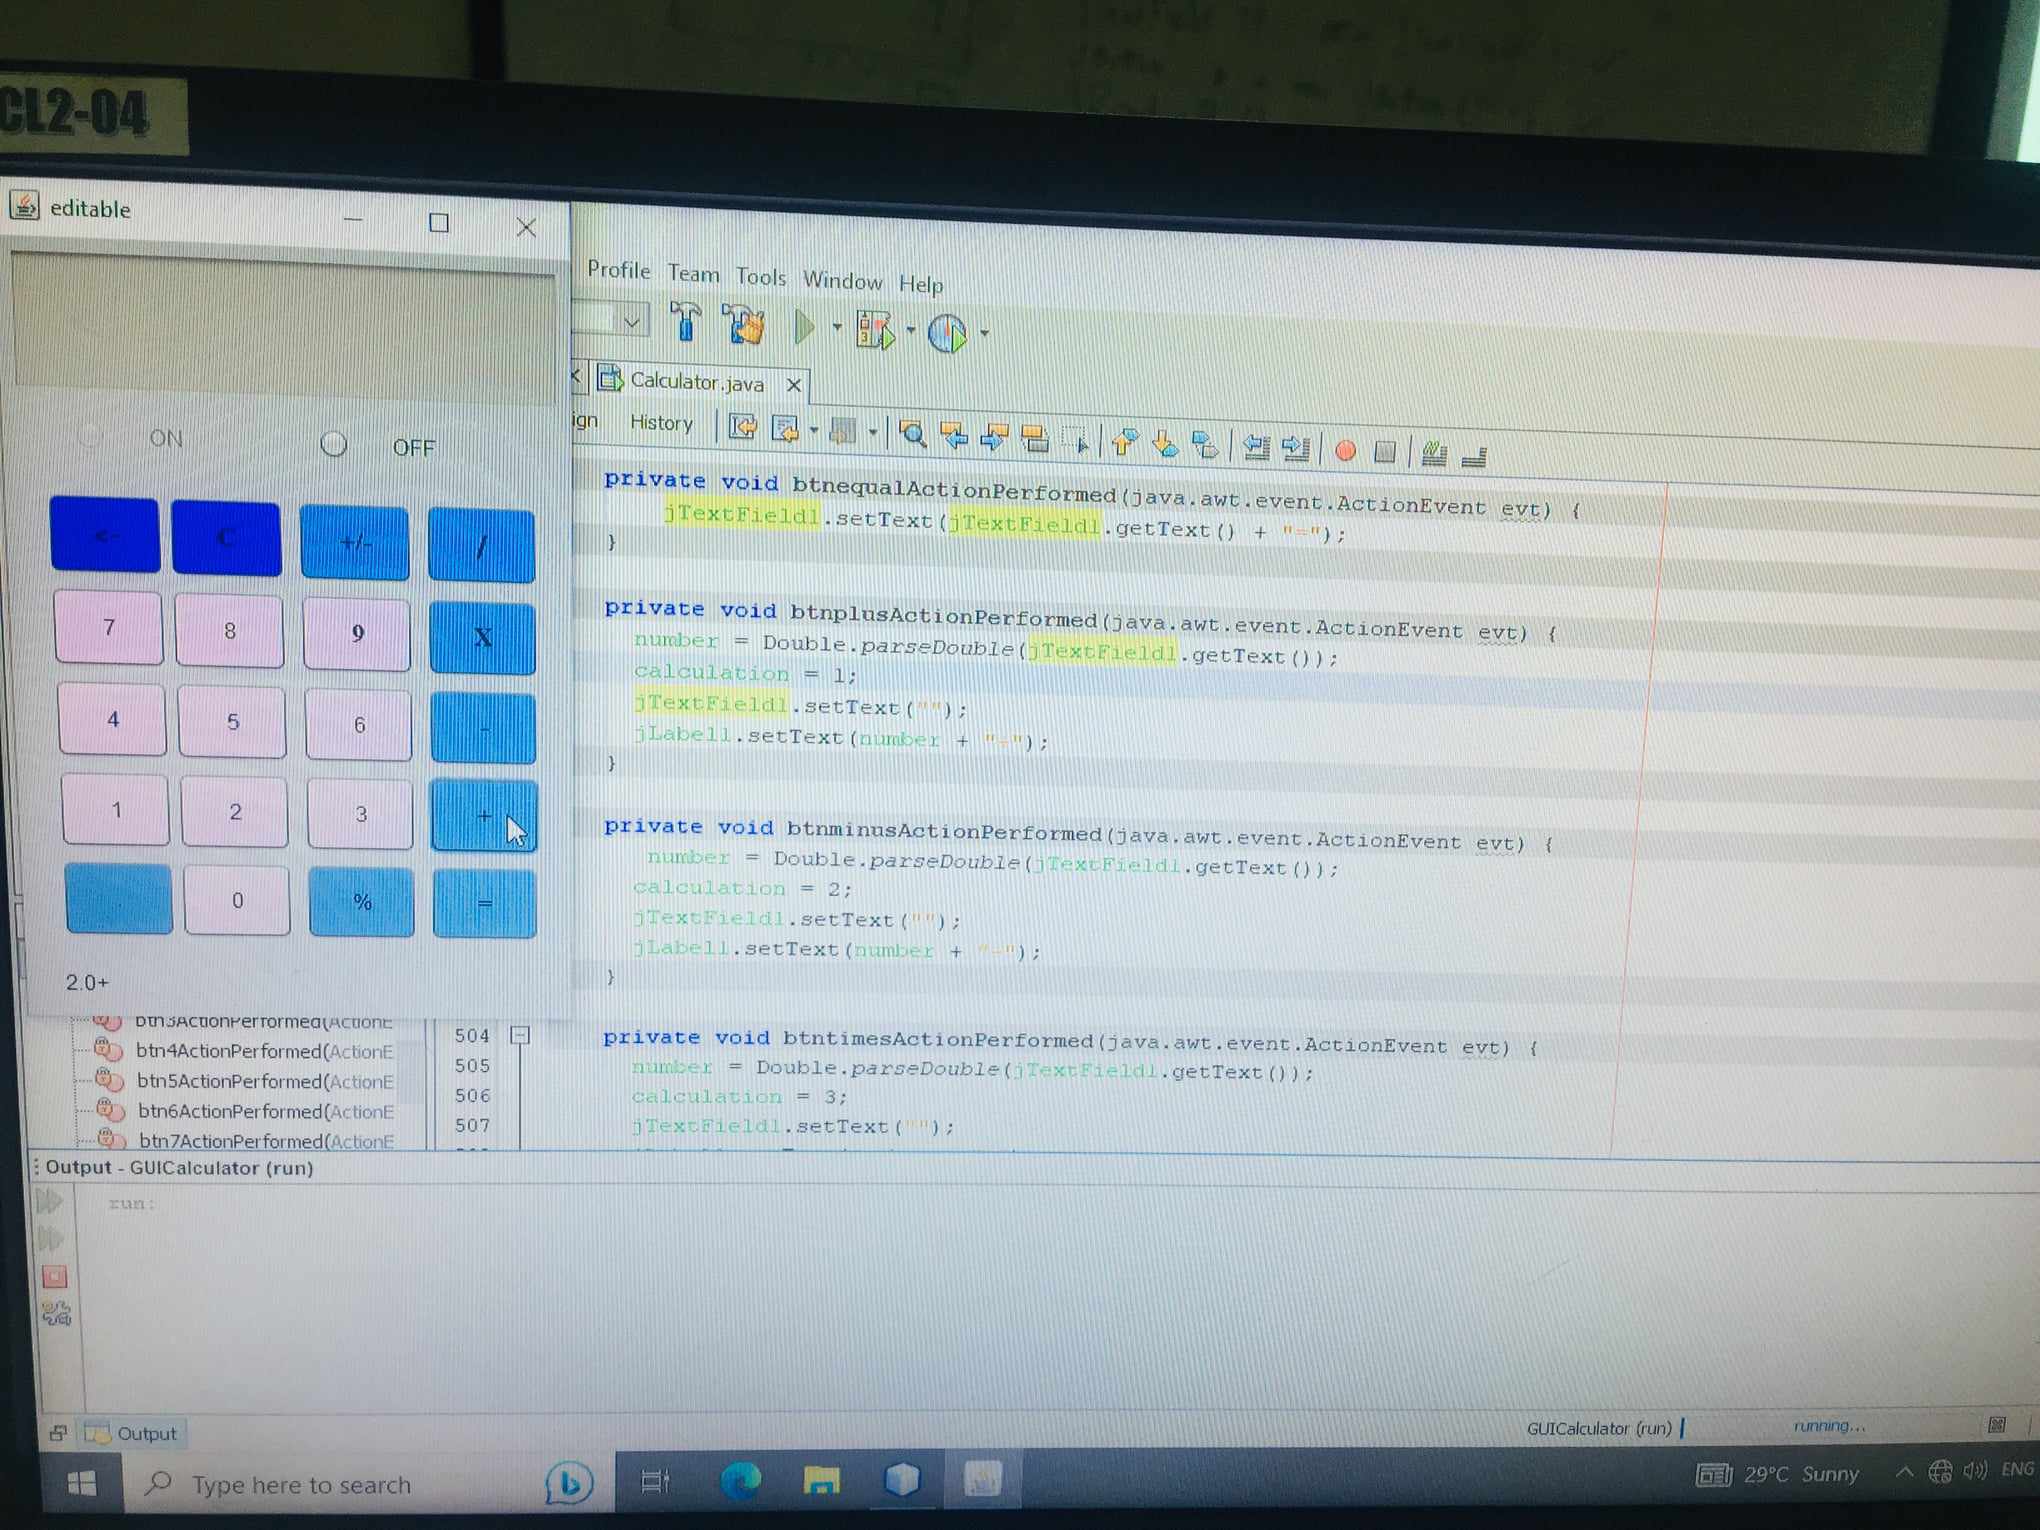 CL2-04
editable
Profile Team Tools Window Help
Calculator.java
ign History
ON OFF
<- C +/- /
7 8 9 X
4 5 6 -
1 2 3 +
0 % =
2.0+
private void btnequalActionPerformed(java.awt.event.ActionEvent evt) {
jTextField1.setText(jTextField1.getText() + "=");
}
private void btnplusActionPerformed(java.awt.event.ActionEvent evt) {
number = Double.parseDouble(jTextField1.getText());
calculation = 1;
jTextField1.setText("");
jLabel1.setText(number + "+");
}
private void btnminusActionPerformed(java.awt.event.ActionEvent evt) {
number = Double.parseDouble(jTextField1.getText());
calculation = 2;
jTextField1.setText("");
jLabel1.setText(number + "-");
}
504 private void btntimesActionPerformed(java.awt.event.ActionEvent evt) {
505 number = Double.parseDouble(jTextField1.getText());
506 calculation = 3;
507 jTextField1.setText("");
btn3ActionPerformed(ActionE
btn4ActionPerformed(ActionE
btn5ActionPerformed(ActionE
btn6ActionPerformed(ActionE
btn7ActionPerformed(ActionE
Output - GUICalculator (run)
run:
Output
GUICalculator (run) running...
Type here to search
29°C Sunny
ENG